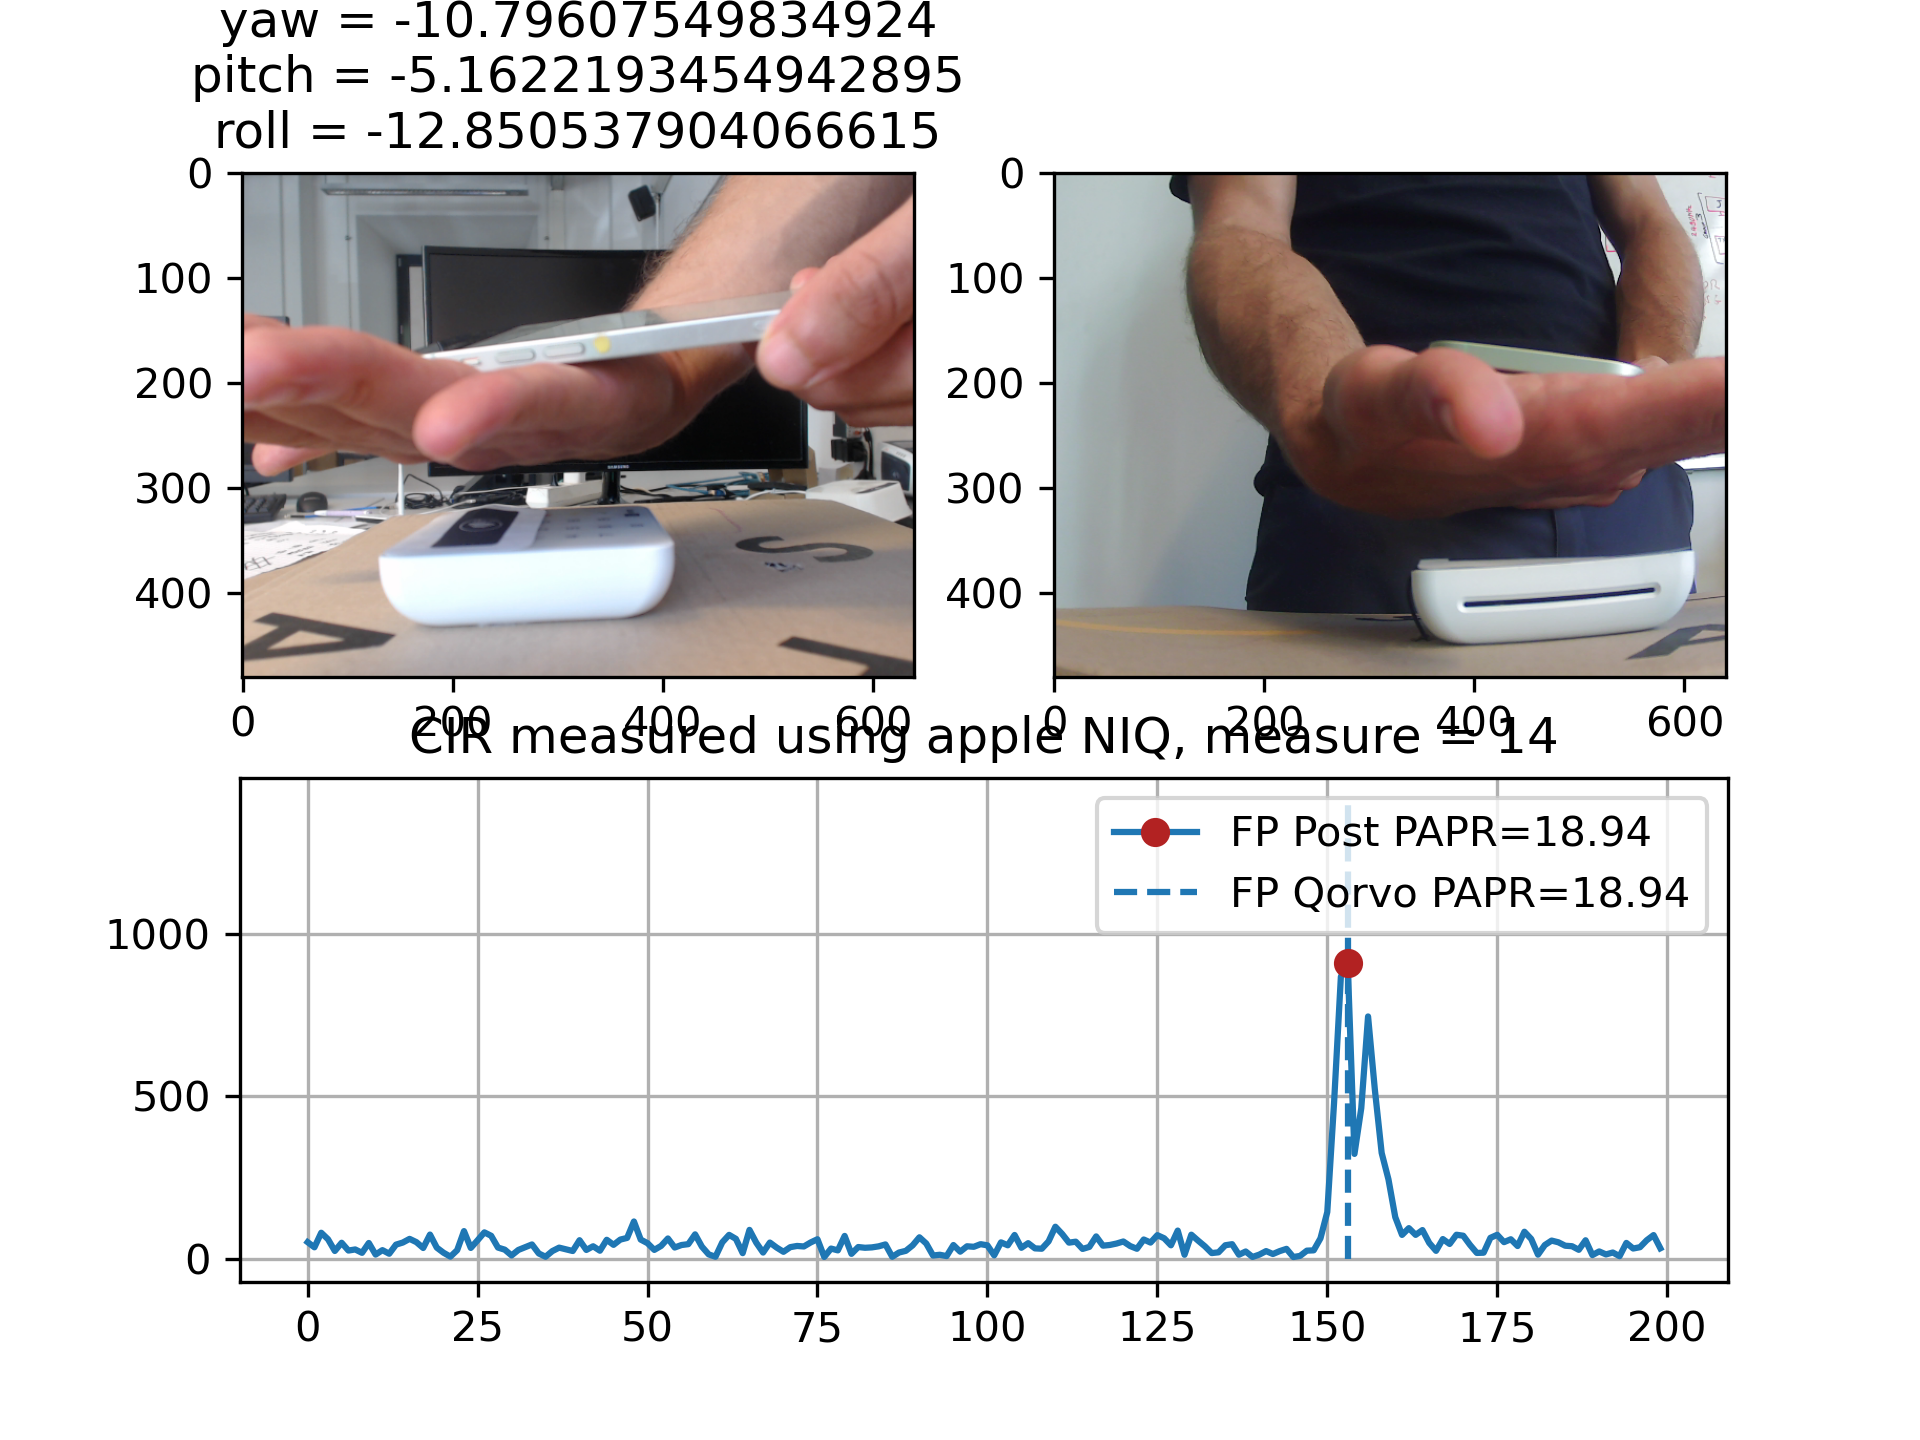 yaw = -10.79607549834924
pitch = -5.1622193454942895
roll = -12.850537904066615
0
100
200
300
400
0
200
400
600
SAMSUNG
S
A
0
100
200
300
400
0
200
400
600
CIR measured using apple NIQ, measure = 14
FP Post PAPR=18.94
FP Qorvo PAPR=18.94
1000
500
0
0 25 50 75 100 125 150 175 200